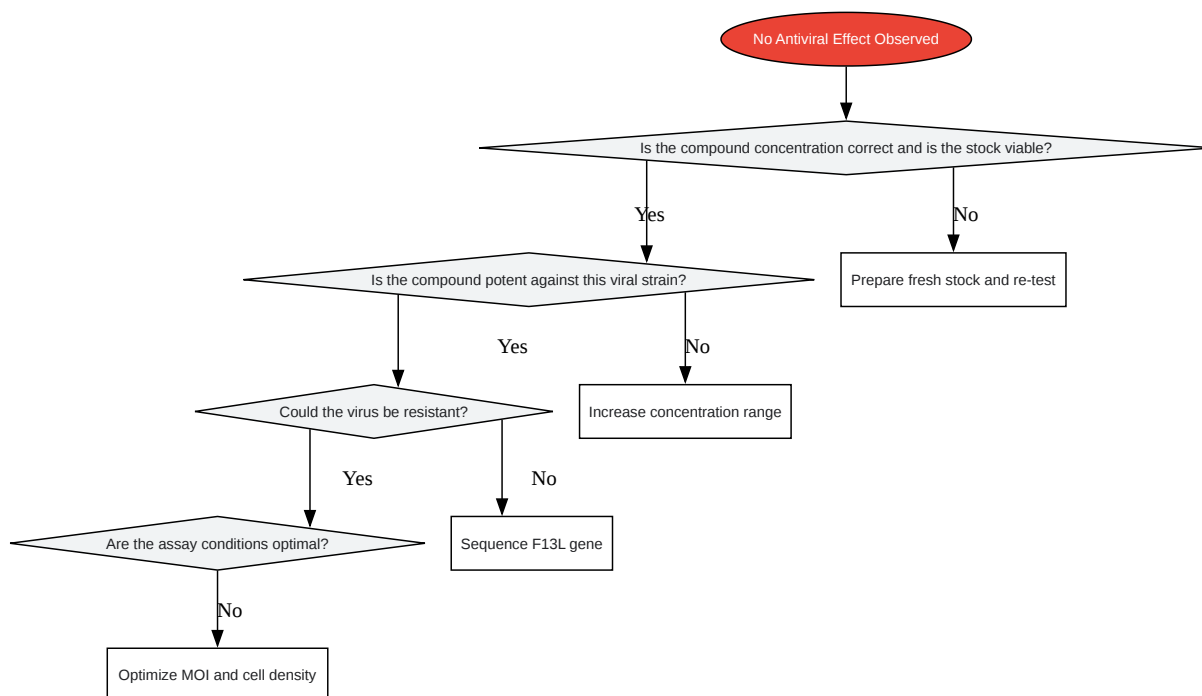 No Antiviral Effect Observed
Is the compound concentration correct and is the stock viable?
Yes
No
Is the compound potent against this viral strain?
Prepare fresh stock and re-test
Yes
No
Could the virus be resistant?
Increase concentration range
Yes
No
Are the assay conditions optimal?
Sequence F13L gene
No
Optimize MOI and cell density